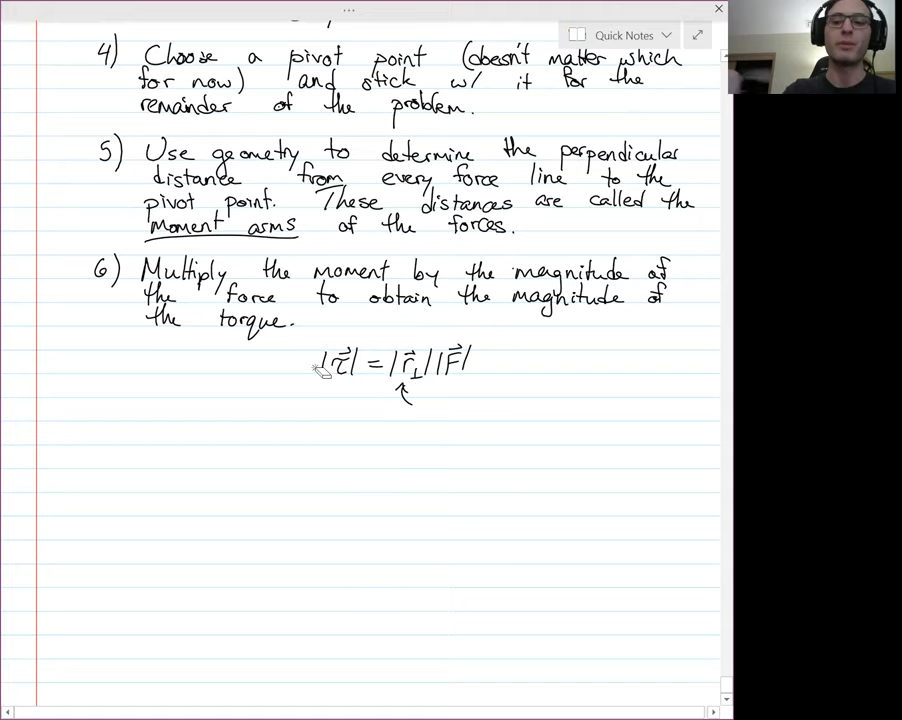 Quick Notes
4) Choose a pivot point (doesn't matter which
for now) and stick w/ it for the
remainder of the problem.
5) Use geometry to determine the perpendicular
distance from every force line to the
pivot point. These distances are called the
moment arms of the forces.
6) Multiply the moment by the magnitude of
the force to obtain the magnitude of
the torque.
|τ⃗| = |r⃗⊥||F⃗|